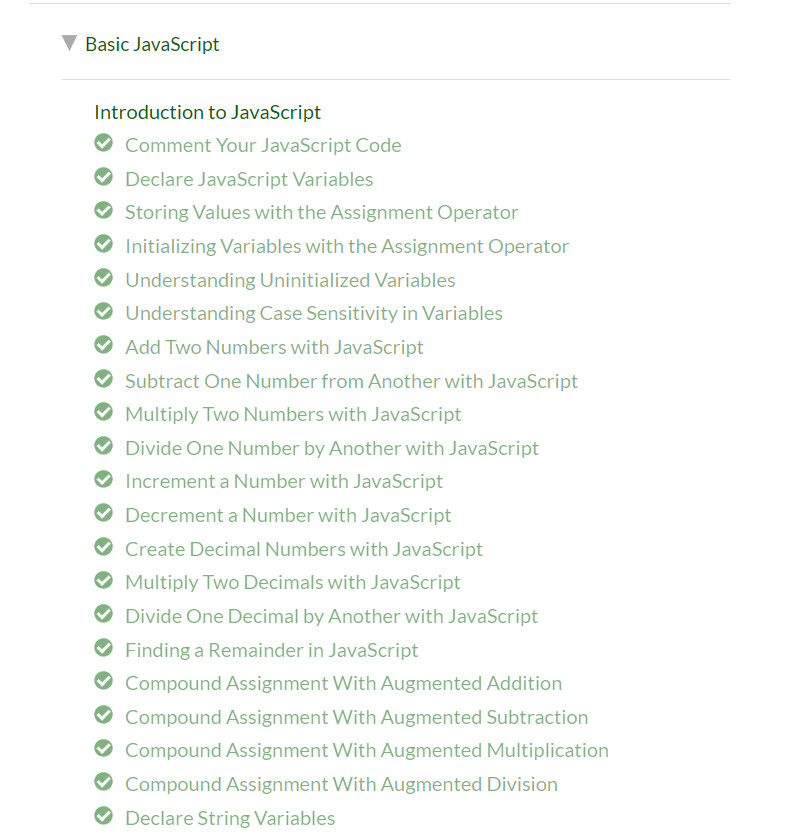 Basic JavaScript
Introduction to JavaScript
Comment Your JavaScript Code
Declare JavaScript Variables
Storing Values with the Assignment Operator
Initializing Variables with the Assignment Operator
Understanding Uninitialized Variables
Understanding Case Sensitivity in Variables
Add Two Numbers with JavaScript
Subtract One Number from Another with JavaScript
Multiply Two Numbers with JavaScript
Divide One Number by Another with JavaScript
Increment a Number with JavaScript
Decrement a Number with JavaScript
Create Decimal Numbers with JavaScript
Multiply Two Decimals with JavaScript
Divide One Decimal by Another with JavaScript
Finding a Remainder in JavaScript
Compound Assignment With Augmented Addition
Compound Assignment With Augmented Subtraction
Compound Assignment With Augmented Multiplication
Compound Assignment With Augmented Division
Declare String Variables